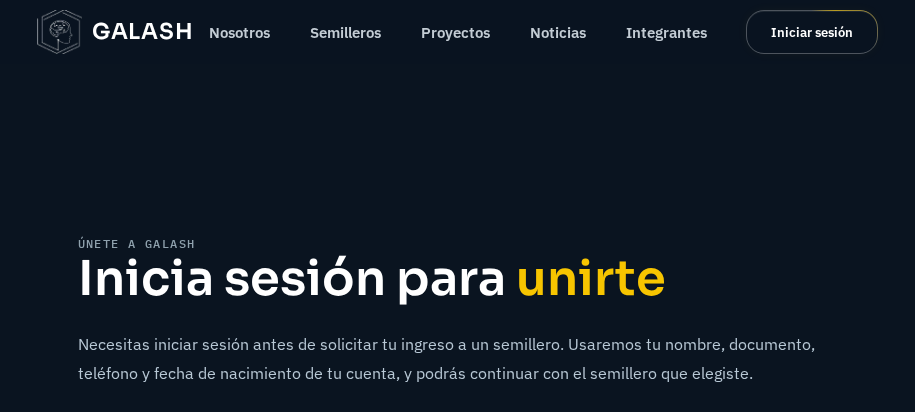 GALASH
Nosotros
Semilleros
Proyectos
Noticias
Integrantes
Iniciar sesión
ÚNETE A GALASH
Inicia sesión para unirte
Necesitas iniciar sesión antes de solicitar tu ingreso a un semillero. Usaremos tu nombre, documento,
teléfono y fecha de nacimiento de tu cuenta, y podrás continuar con el semillero que elegiste.